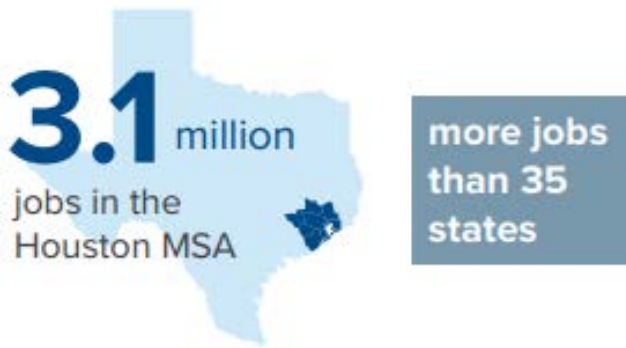 3.1 million
jobs in the
Houston MSA
more jobs
than 35
states